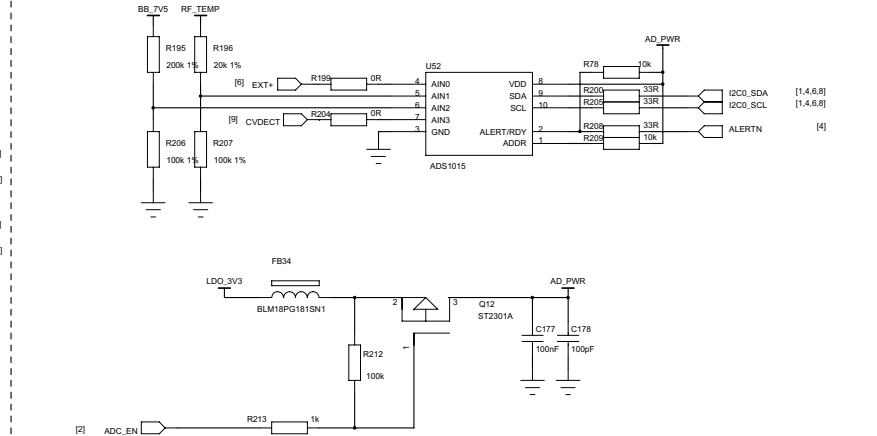 BB_7V5 RF_TEMP
AD_PWR
R195 R196
200k 1% 20k 1%
U52
R78 10k
[6] EXT+ R199 0R 4 AIN0 VDD 8
5 AIN1 SDA 9 R200 33R I2C0_SDA [1,4,6,8]
6 AIN2 SCL 10 R205 33R I2C0_SCL [1,4,6,8]
[9] CVDECT R204 0R 7 AIN3
3 GND ALERT/RDY 2 R208 33R ALERTN [4]
ADDR 1 R209 10k
R206 R207
100k 1% 100k 1%
ADS1015
FB34
LDO_3V3
AD_PWR
BLM18PG181SN1
2 3 Q12
ST2301A
1
C177 C178
100nF 100pF
R212
100k
[2] ADC_EN R213 1k